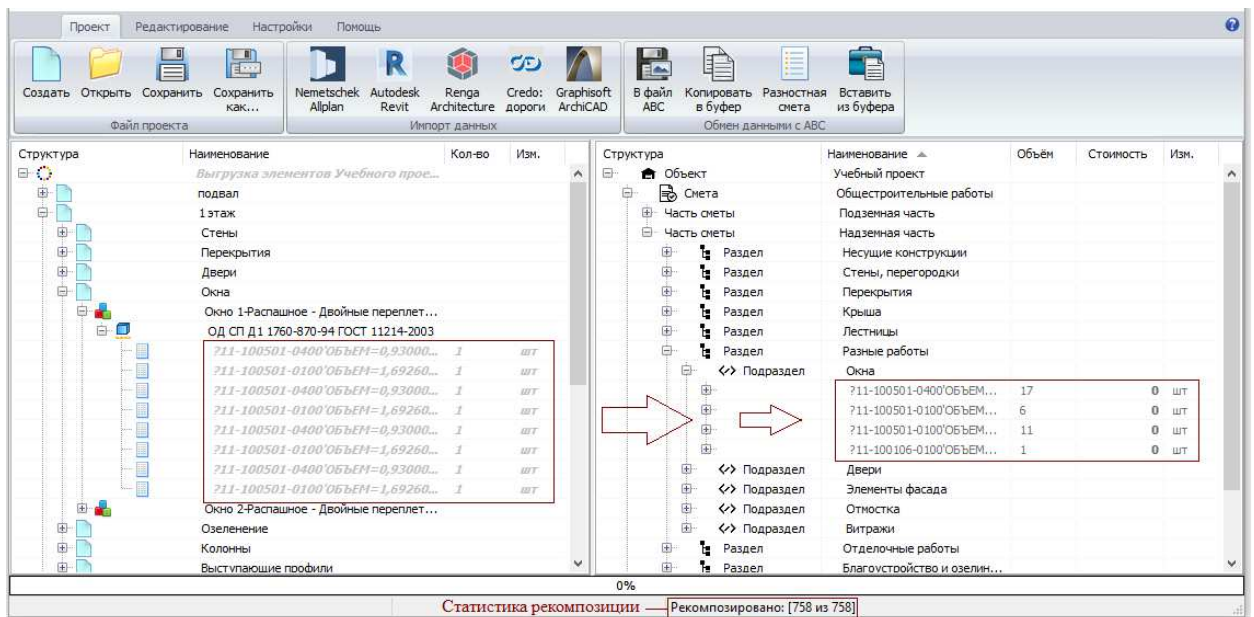 Проект Редактирование Настройки Помощь
Создать Открыть Сохранить Сохранить как... Nemetschek Allplan Autodesk Revit Renga Architecture Credo: дороги Graphisoft ArchiCAD В файл ABC Копировать в буфер Разностная смета Вставить из буфера
Файл проекта Импорт данных Обмен данными с ABC
Структура Наименование Кол-во Изм. Структура Наименование Объём Стоимость Изм.
Выгрузка элементов Учебного прое... Объект Учебный проект
подвал Смета Общестроительные работы
1 этаж Часть сметы Подземная часть
Стены Часть сметы Надземная часть
Перекрытия Раздел Несущие конструкции
Двери Раздел Стены, перегородки
Окна Раздел Перекрытия
Окно 1-Распашное - Двойные переплет... Раздел Крыша
ОД СП Д1 1760-870-94 ГОСТ 11214-2003 Раздел Лестницы
?11-100501-0400'ОБЪЕМ=0,93000... 1 шт Раздел Разные работы
?11-100501-0100'ОБЪЕМ=1,69260... 1 шт Подраздел Окна
?11-100501-0400'ОБЪЕМ=0,93000... 1 шт ?11-100501-0400'ОБЪЕМ... 17 0 шт
?11-100501-0100'ОБЪЕМ=1,69260... 1 шт ?11-100501-0100'ОБЪЕМ... 6 0 шт
?11-100501-0400'ОБЪЕМ=0,93000... 1 шт ?11-100501-0100'ОБЪЕМ... 11 0 шт
?11-100501-0100'ОБЪЕМ=1,69260... 1 шт ?11-100106-0100'ОБЪЕМ... 1 0 шт
?11-100501-0400'ОБЪЕМ=0,93000... 1 шт Подраздел Двери
?11-100501-0100'ОБЪЕМ=1,69260... 1 шт Подраздел Элементы фасада
Окно 2-Распашное - Двойные переплет... Подраздел Отмостка
Озеленение Подраздел Витражи
Колонны Раздел Отделочные работы
Выступающие профили Раздел Благоустройство и озелин...
0%
Статистика рекомпозиции Рекомпозировано: [758 из 758]